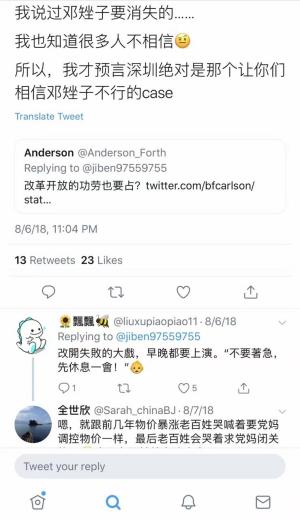 我说过邓矬子要消失的......
我也知道很多人不相信😉
所以，我才预言深圳绝对是那个让你们
相信邓矬子不行的case
Translate Tweet
Anderson @Anderson_Forth
Replying to @jiben97559755
改革开放的功劳也要占？twitter.com/bfcarlson/
stat...
8/6/18, 11:04 PM
13 Retweets 23 Likes
🌻飄飄🐝 @liuxupiaopiao11 · 8/6/18
Replying to @jiben97559755
改開失敗的大戲，早晚都要上演。“不要著急，
先休息一會！”👶
1 5
全世欣 @Sarah_chinaBJ · 8/7/18
嗯，就跟前几年物价暴涨老百姓哭喊着要党妈
调控物价一样，最后老百姓会哭着求党妈闭关
Tweet your reply